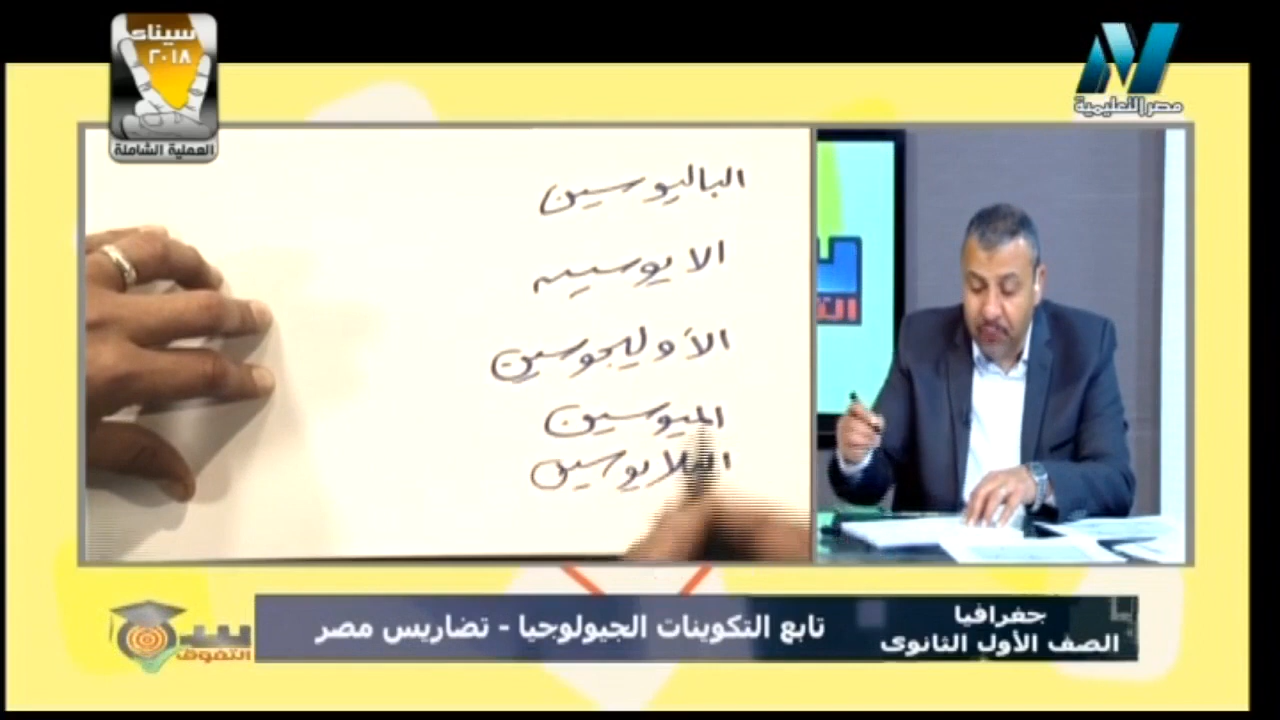 سيناء
٢٠١٨
العملية الشاملة
مصر التعليمية
الباليوسين
الايوسين
الأوليجوسين
الميوسين
البلايوسين
جغرافيا
الصف الأول الثانوى
تابع التكوينات الجيولوجيا - تضاريس مصر
سر
التفوق